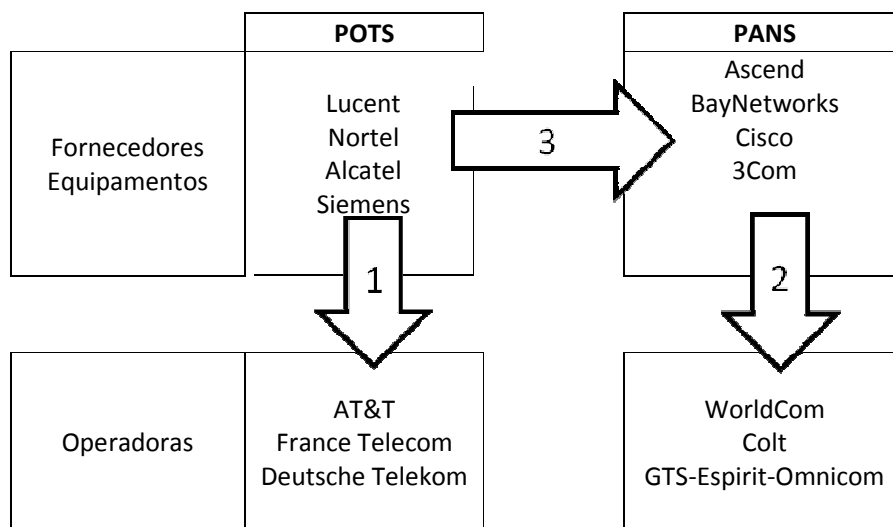 POTS
PANS
Fornecedores
Equipamentos
Lucent
Nortel
Alcatel
Siemens
3
Ascend
BayNetworks
Cisco
3Com
1
2
Operadoras
AT&T
France Telecom
Deutsche Telekom
WorldCom
Colt
GTS-Espirit-Omnicom